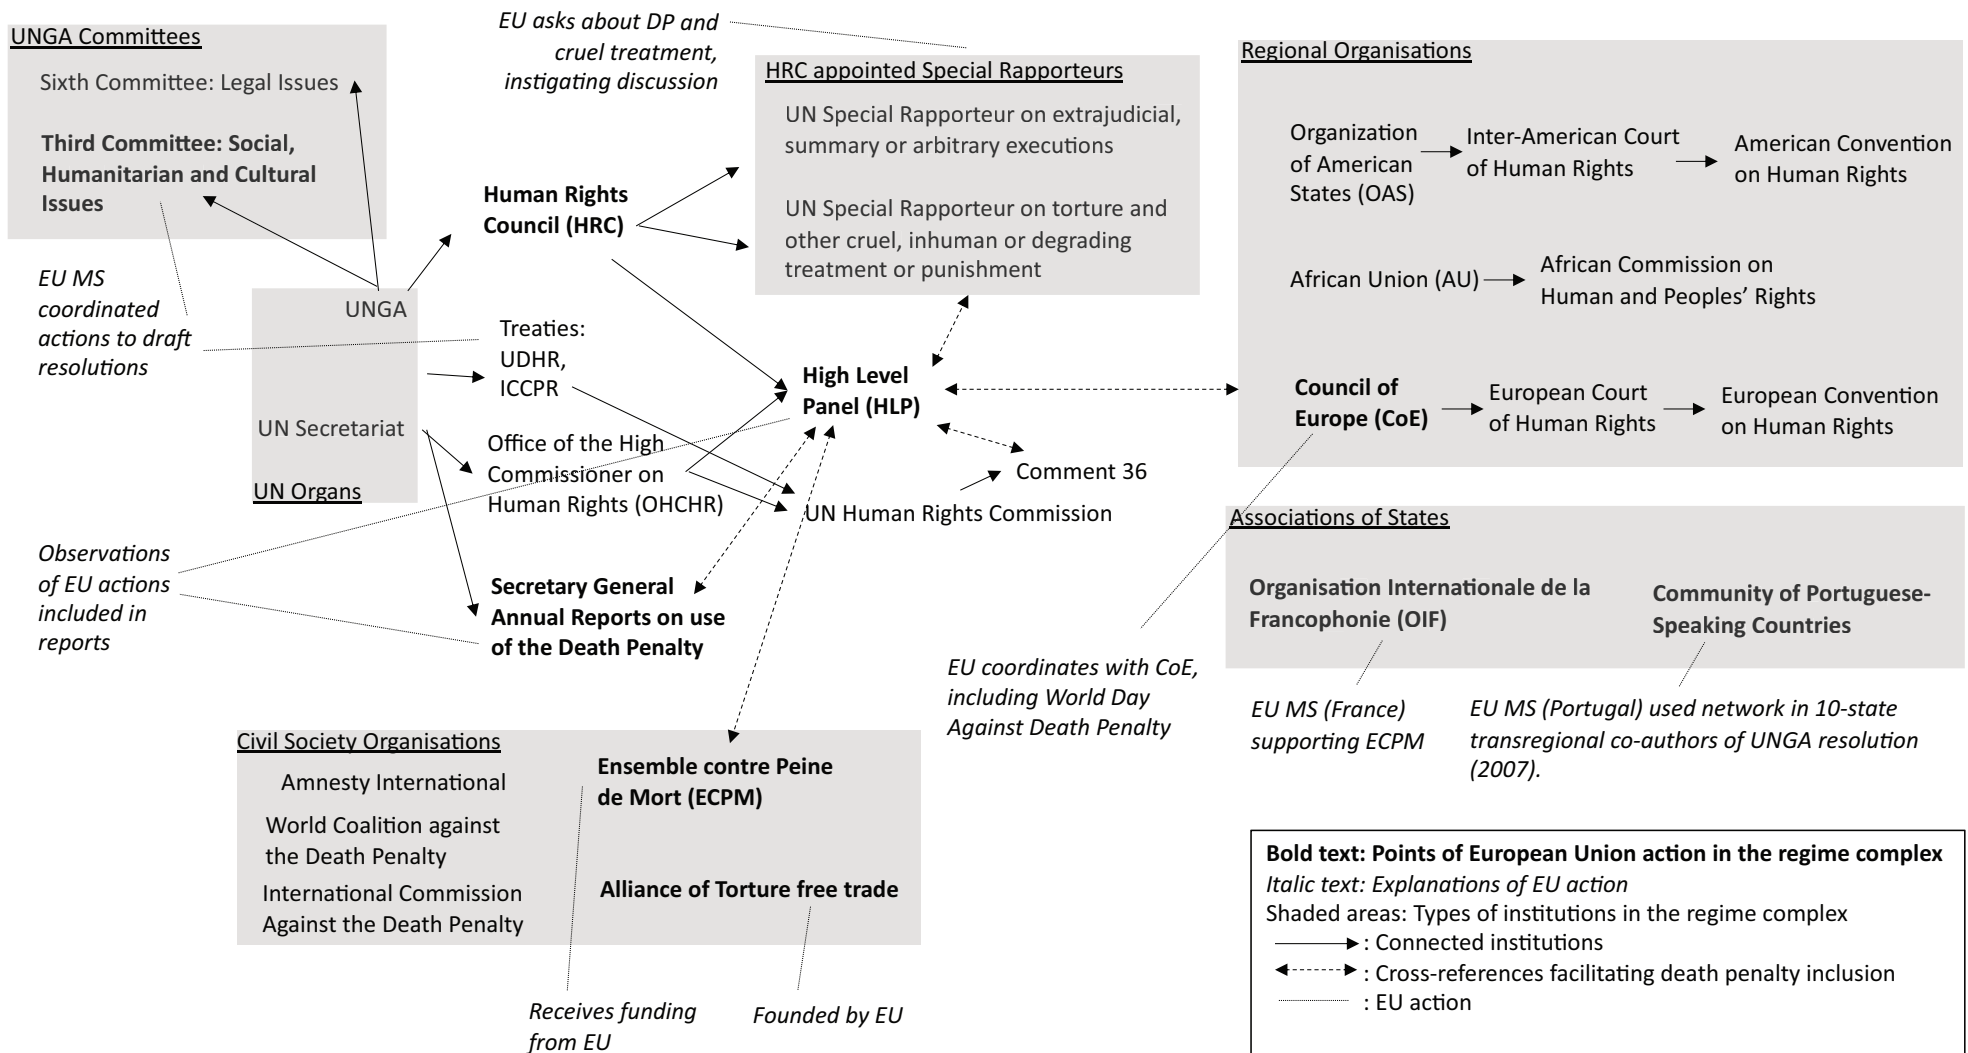 UNGA Committees
Sixth Committee: Legal Issues
Third Committee: Social,
Humanitarian and Cultural
Issues
EU asks about DP and
cruel treatment,
instigating discussion
HRC appointed Special Rapporteurs
UN Special Rapporteur on extrajudicial,
summary or arbitrary executions
UN Special Rapporteur on torture and
other cruel, inhuman or degrading
treatment or punishment
Regional Organisations
Organization
of American
States (OAS)
Inter-American Court
of Human Rights
American Convention
on Human Rights
African Union (AU)
African Commission on
Human and Peoples’ Rights
Council of
Europe (CoE)
European Court
of Human Rights
European Convention
on Human Rights
Human Rights
Council (HRC)
EU MS
coordinated
actions to draft
resolutions
UNGA
UN Secretariat
UN Organs
Treaties:
UDHR,
ICCPR
High Level
Panel (HLP)
Office of the High
Commissioner on
Human Rights (OHCHR)
Comment 36
UN Human Rights Commission
Observations
of EU actions
included in
reports
Secretary General
Annual Reports on use
of the Death Penalty
Associations of States
Organisation Internationale de la
Francophonie (OIF)
Community of Portuguese-
Speaking Countries
EU coordinates with CoE,
including World Day
Against Death Penalty
EU MS (France)
supporting ECPM
EU MS (Portugal) used network in 10-state
transregional co-authors of UNGA resolution
(2007).
Civil Society Organisations
Amnesty International
World Coalition against
the Death Penalty
International Commission
Against the Death Penalty
Ensemble contre Peine
de Mort (ECPM)
Alliance of Torture free trade
Receives funding
from EU
Founded by EU
Bold text: Points of European Union action in the regime complex
Italic text: Explanations of EU action
Shaded areas: Types of institutions in the regime complex
: Connected institutions
: Cross-references facilitating death penalty inclusion
: EU action